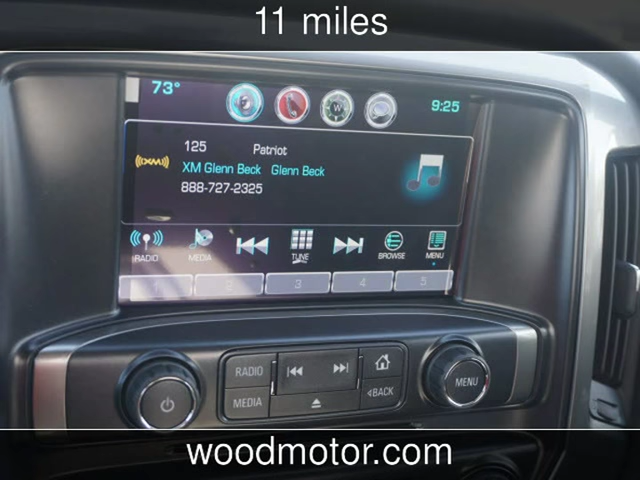 11 miles
73°
W
9:25
125 Patriot
((XM))
XM Glenn Beck Glenn Beck
888-727-2325
RADIO MEDIA TUNE BROWSE MENU
1 2 3 4 5
RADIO
MEDIA
<BACK
MENU
woodmotor.com